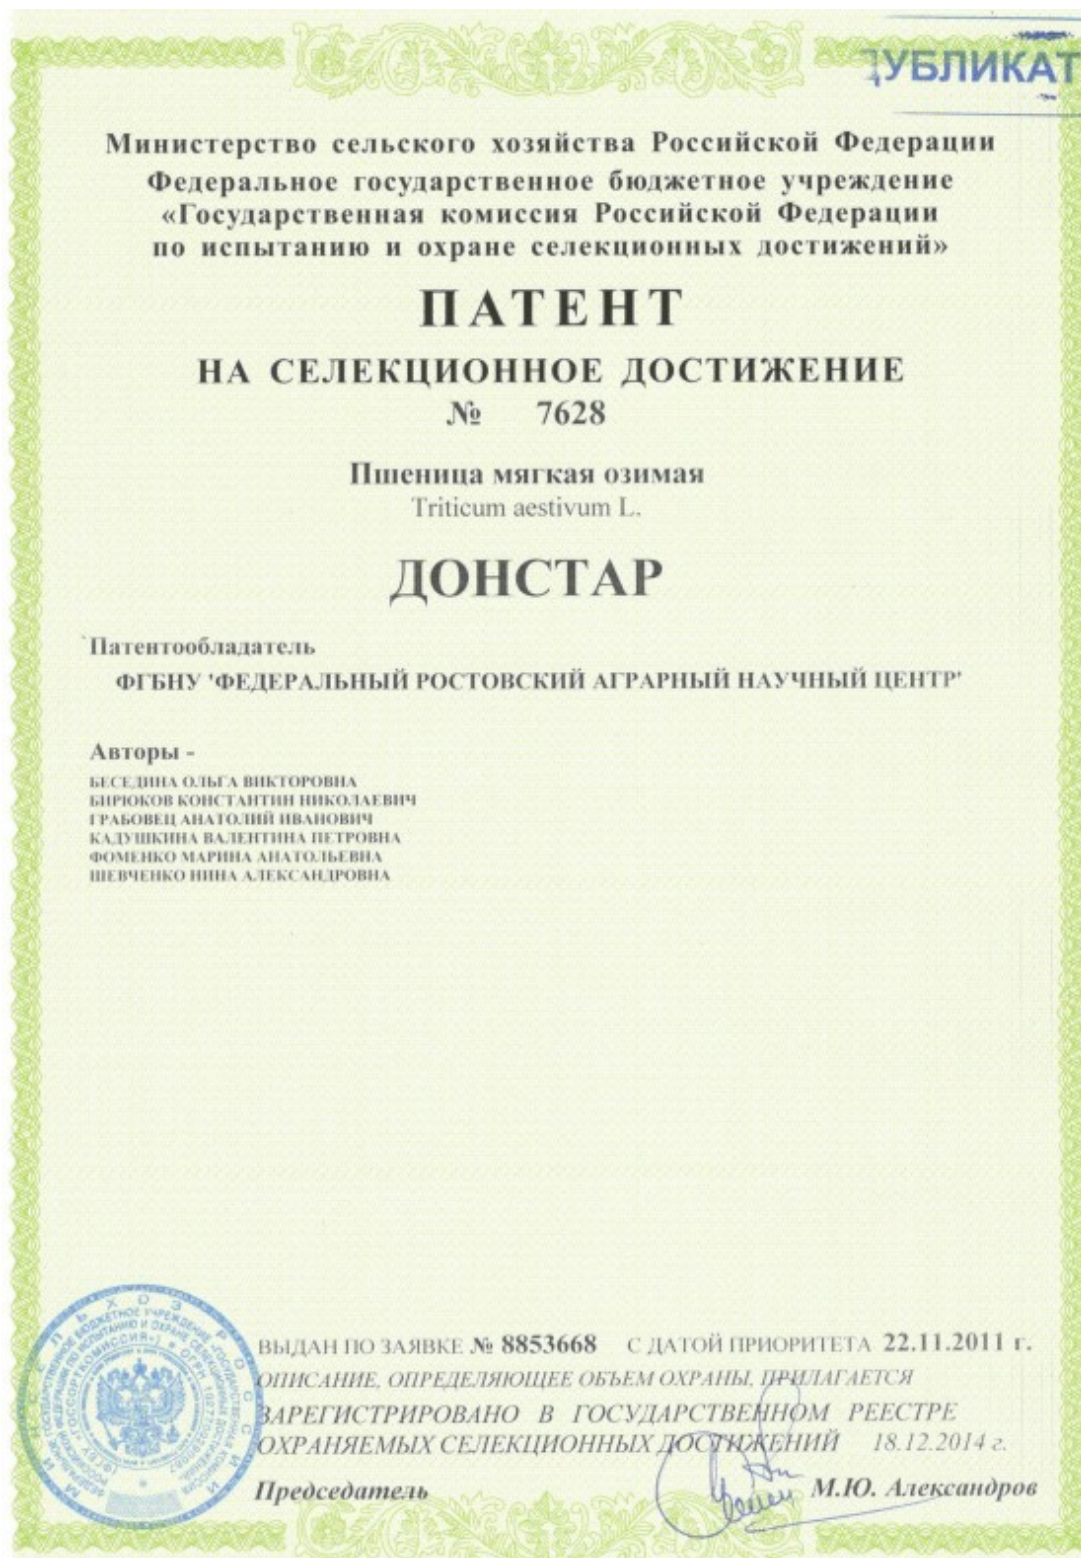 ДУБЛИКАТ
Министерство сельского хозяйства Российской Федерации
Федеральное государственное бюджетное учреждение
«Государственная комиссия Российской Федерации
по испытанию и охране селекционных достижений»
ПАТЕНТ
НА СЕЛЕКЦИОННОЕ ДОСТИЖЕНИЕ
№ 7628
Пшеница мягкая озимая
Triticum aestivum L.
ДОНСТАР
Патентообладатель
ФГБНУ 'ФЕДЕРАЛЬНЫЙ РОСТОВСКИЙ АГРАРНЫЙ НАУЧНЫЙ ЦЕНТР'
Авторы -
БЕСЕДИНА ОЛЬГА ВИКТОРОВНА
БИРЮКОВ КОНСТАНТИН НИКОЛАЕВИЧ
ГРАБОВЕЦ АНАТОЛИЙ ИВАНОВИЧ
КАДУШКИНА ВАЛЕНТИНА ПЕТРОВНА
ФОМЕНКО МАРИНА АНАТОЛЬЕВНА
ШЕВЧЕНКО НИНА АЛЕКСАНДРОВНА
ВЫДАН ПО ЗАЯВКЕ № 8853668 С ДАТОЙ ПРИОРИТЕТА 22.11.2011 г.
ОПИСАНИЕ, ОПРЕДЕЛЯЮЩЕЕ ОБЪЕМ ОХРАНЫ, ПРИЛАГАЕТСЯ
ЗАРЕГИСТРИРОВАНО В ГОСУДАРСТВЕННОМ РЕЕСТРЕ
ОХРАНЯЕМЫХ СЕЛЕКЦИОННЫХ ДОСТИЖЕНИЙ 18.12.2014 г.
Председатель М.Ю. Александров
МИНСЕЛЬХОЗ РОССИИ